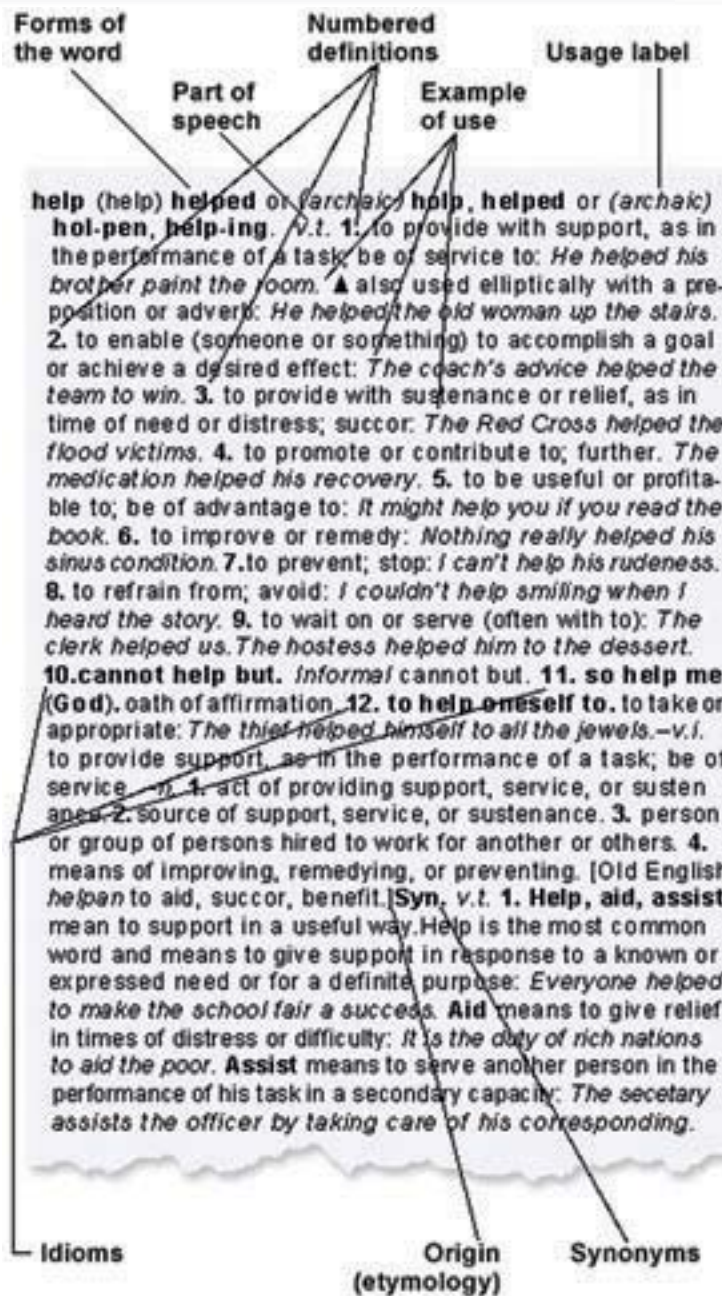 Forms of
the word
Numbered
definitions
Usage label
Part of
speech
Example
of use
help (help) helped or (archaic) holp, helped or (archaic)
hol-pen, help-ing. v.t. 1. to provide with support, as in
the performance of a task; be of service to: He helped his
brother paint the room. ▲ also used elliptically with a pre-
position or adverb: He helped the old woman up the stairs.
2. to enable (someone or something) to accomplish a goal
or achieve a desired effect: The coach's advice helped the
team to win. 3. to provide with sustenance or relief, as in
time of need or distress; succor: The Red Cross helped the
flood victims. 4. to promote or contribute to; further. The
medication helped his recovery. 5. to be useful or profita-
ble to; be of advantage to: It might help you if you read the
book. 6. to improve or remedy: Nothing really helped his
sinus condition. 7.to prevent; stop: I can't help his rudeness.
8. to refrain from; avoid: I couldn't help smiling when I
heard the story. 9. to wait on or serve (often with to): The
clerk helped us. The hostess helped him to the dessert.
10.cannot help but. Informal cannot but. 11. so help me
(God). oath of affirmation. 12. to help oneself to. to take or
appropriate: The thief helped himself to all the jewels.–v.i.
to provide support, as in the performance of a task; be of
service. –n. 1. act of providing support, service, or susten
ance. 2. source of support, service, or sustenance. 3. person
or group of persons hired to work for another or others. 4.
means of improving, remedying, or preventing. [Old English
helpan to aid, succor, benefit.]Syn. v.t. 1. Help, aid, assist
mean to support in a useful way.Help is the most common
word and means to give support in response to a known or
expressed need or for a definite purpose: Everyone helped
to make the school fair a success. Aid means to give relief
in times of distress or difficulty: It is the duty of rich nations
to aid the poor. Assist means to serve another person in the
performance of his task in a secondary capacity: The secetary
assists the officer by taking care of his corresponding.
Idioms
Origin
(etymology)
Synonyms